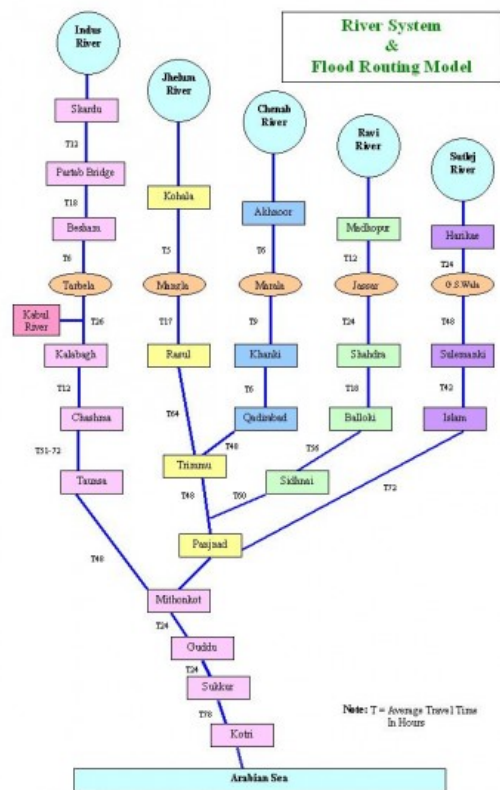 River System
&
Flood Routing Model
Indus
River
Jhelum
River
Chenab
River
Ravi
River
Sutlej
River
Skardu
T12
Partab Bridge
T18
Besham
T6
Tarbela
Kabul
River
T26
Kalabagh
T12
Chashma
T51-72
Taunsa
T48
Kohala
T5
Mangla
T17
Rasul
T64
Akhnoor
T6
Marala
T9
Khanki
T6
Qadirabad
T48
Trimmu
T48
Madhopur
T12
Jassar
T24
Shahdra
T18
Balloki
T56
Sidhnai
T60
Harikae
T24
G.S.Wala
T48
Sulemanki
T42
Islam
T72
Panjnad
Mithonkot
T24
Guddu
T24
Sukkur
T78
Kotri
Arabian Sea
Note: T = Average Travel Time
In Hours